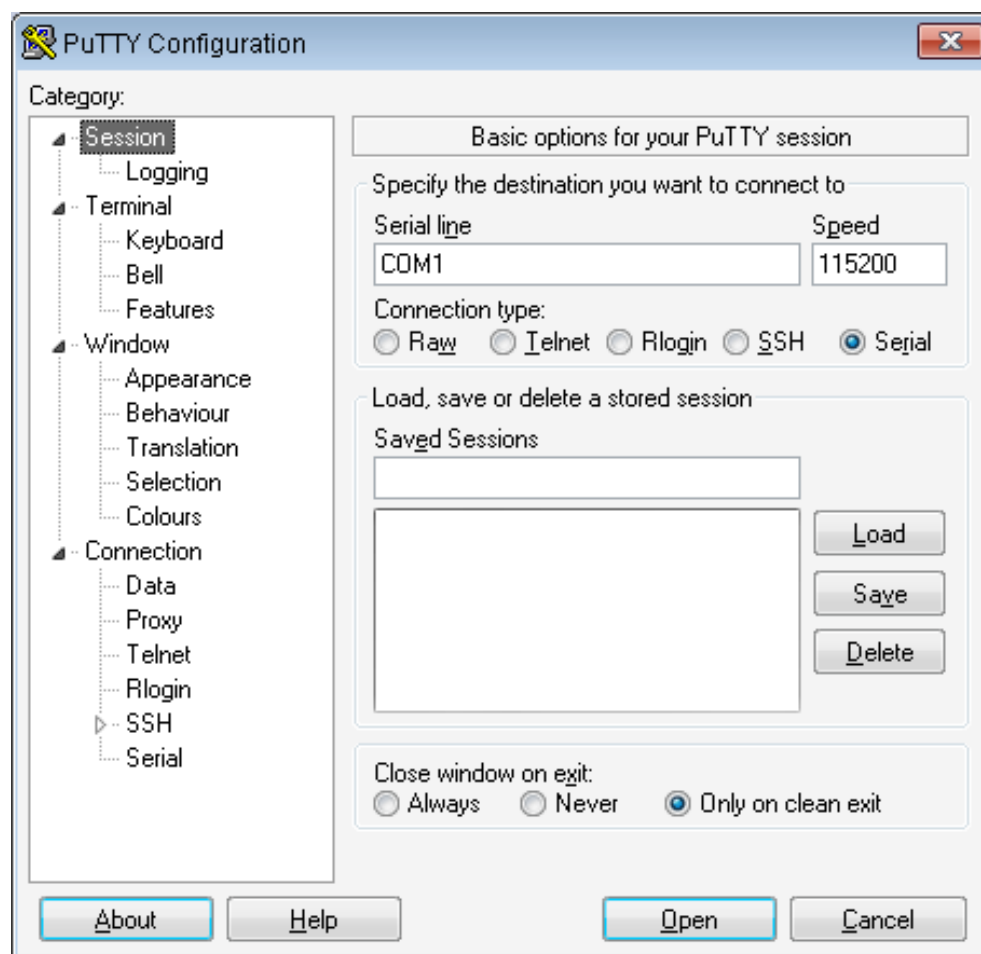 PuTTY Configuration
Category:
Session
Logging
Terminal
Keyboard
Bell
Features
Window
Appearance
Behaviour
Translation
Selection
Colours
Connection
Data
Proxy
Telnet
Rlogin
SSH
Serial
Basic options for your PuTTY session
Specify the destination you want to connect to
Serial line Speed
COM1 115200
Connection type:
Raw Telnet Rlogin SSH Serial
Load, save or delete a stored session
Saved Sessions
Load
Save
Delete
Close window on exit:
Always Never Only on clean exit
About Help Open Cancel